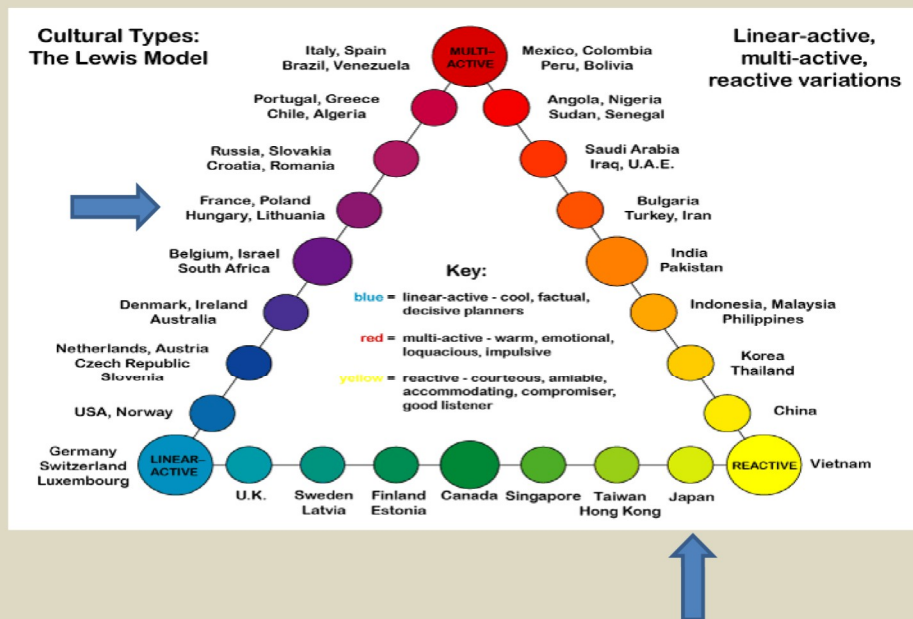 Cultural Types:
The Lewis Model
Linear-active,
multi-active,
reactive variations
MULTI-
ACTIVE
Italy, Spain
Brazil, Venezuela
Mexico, Colombia
Peru, Bolivia
Portugal, Greece
Chile, Algeria
Angola, Nigeria
Sudan, Senegal
Russia, Slovakia
Croatia, Romania
Saudi Arabia
Iraq, U.A.E.
France, Poland
Hungary, Lithuania
Bulgaria
Turkey, Iran
Belgium, Israel
South Africa
India
Pakistan
Key:
blue = linear-active - cool, factual,
decisive planners
red = multi-active - warm, emotional,
loquacious, impulsive
yellow = reactive - courteous, amiable,
accommodating, compromiser,
good listener
Denmark, Ireland
Australia
Indonesia, Malaysia
Philippines
Netherlands, Austria
Czech Republic
Slovenia
Korea
Thailand
USA, Norway
China
Germany
Switzerland
Luxembourg
LINEAR-
ACTIVE
REACTIVE
Vietnam
U.K.
Sweden
Latvia
Finland
Estonia
Canada
Singapore
Taiwan
Hong Kong
Japan